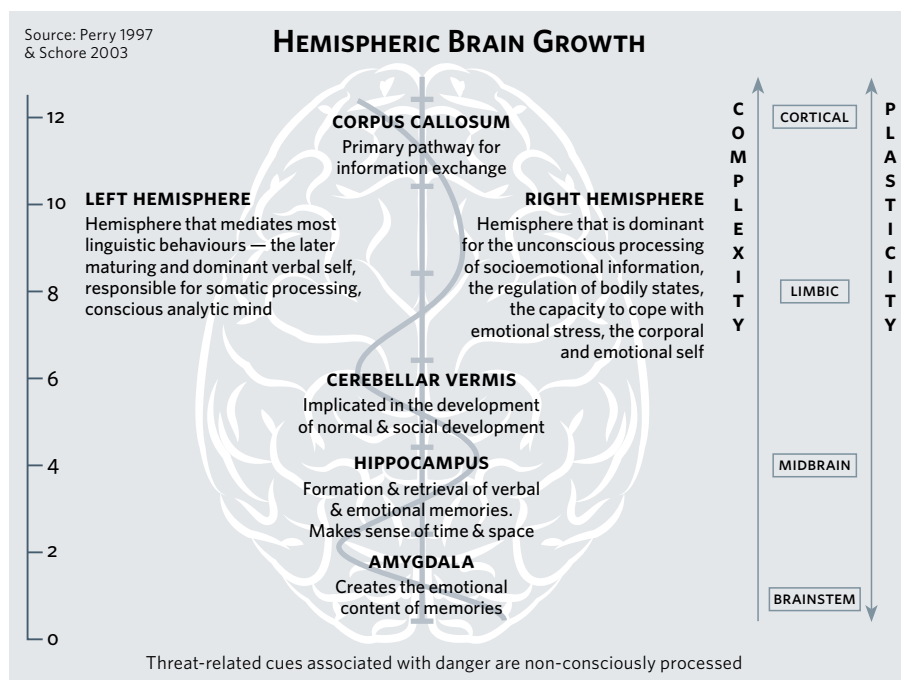 Source: Perry 1997
& Schore 2003
HEMISPHERIC BRAIN GROWTH
12
10
8
6
4
2
0
CORPUS CALLOSUM
Primary pathway for
information exchange
LEFT HEMISPHERE
Hemisphere that mediates most
linguistic behaviours — the later
maturing and dominant verbal self,
responsible for somatic processing,
conscious analytic mind
RIGHT HEMISPHERE
Hemisphere that is dominant
for the unconscious processing
of socioemotional information,
the regulation of bodily states,
the capacity to cope with
emotional stress, the corporal
and emotional self
CEREBELLAR VERMIS
Implicated in the development
of normal & social development
HIPPOCAMPUS
Formation & retrieval of verbal
& emotional memories.
Makes sense of time & space
AMYGDALA
Creates the emotional
content of memories
COMPLEXITY
CORTICAL
LIMBIC
MIDBRAIN
BRAINSTEM
PLASTICITY
Threat-related cues associated with danger are non-consciously processed